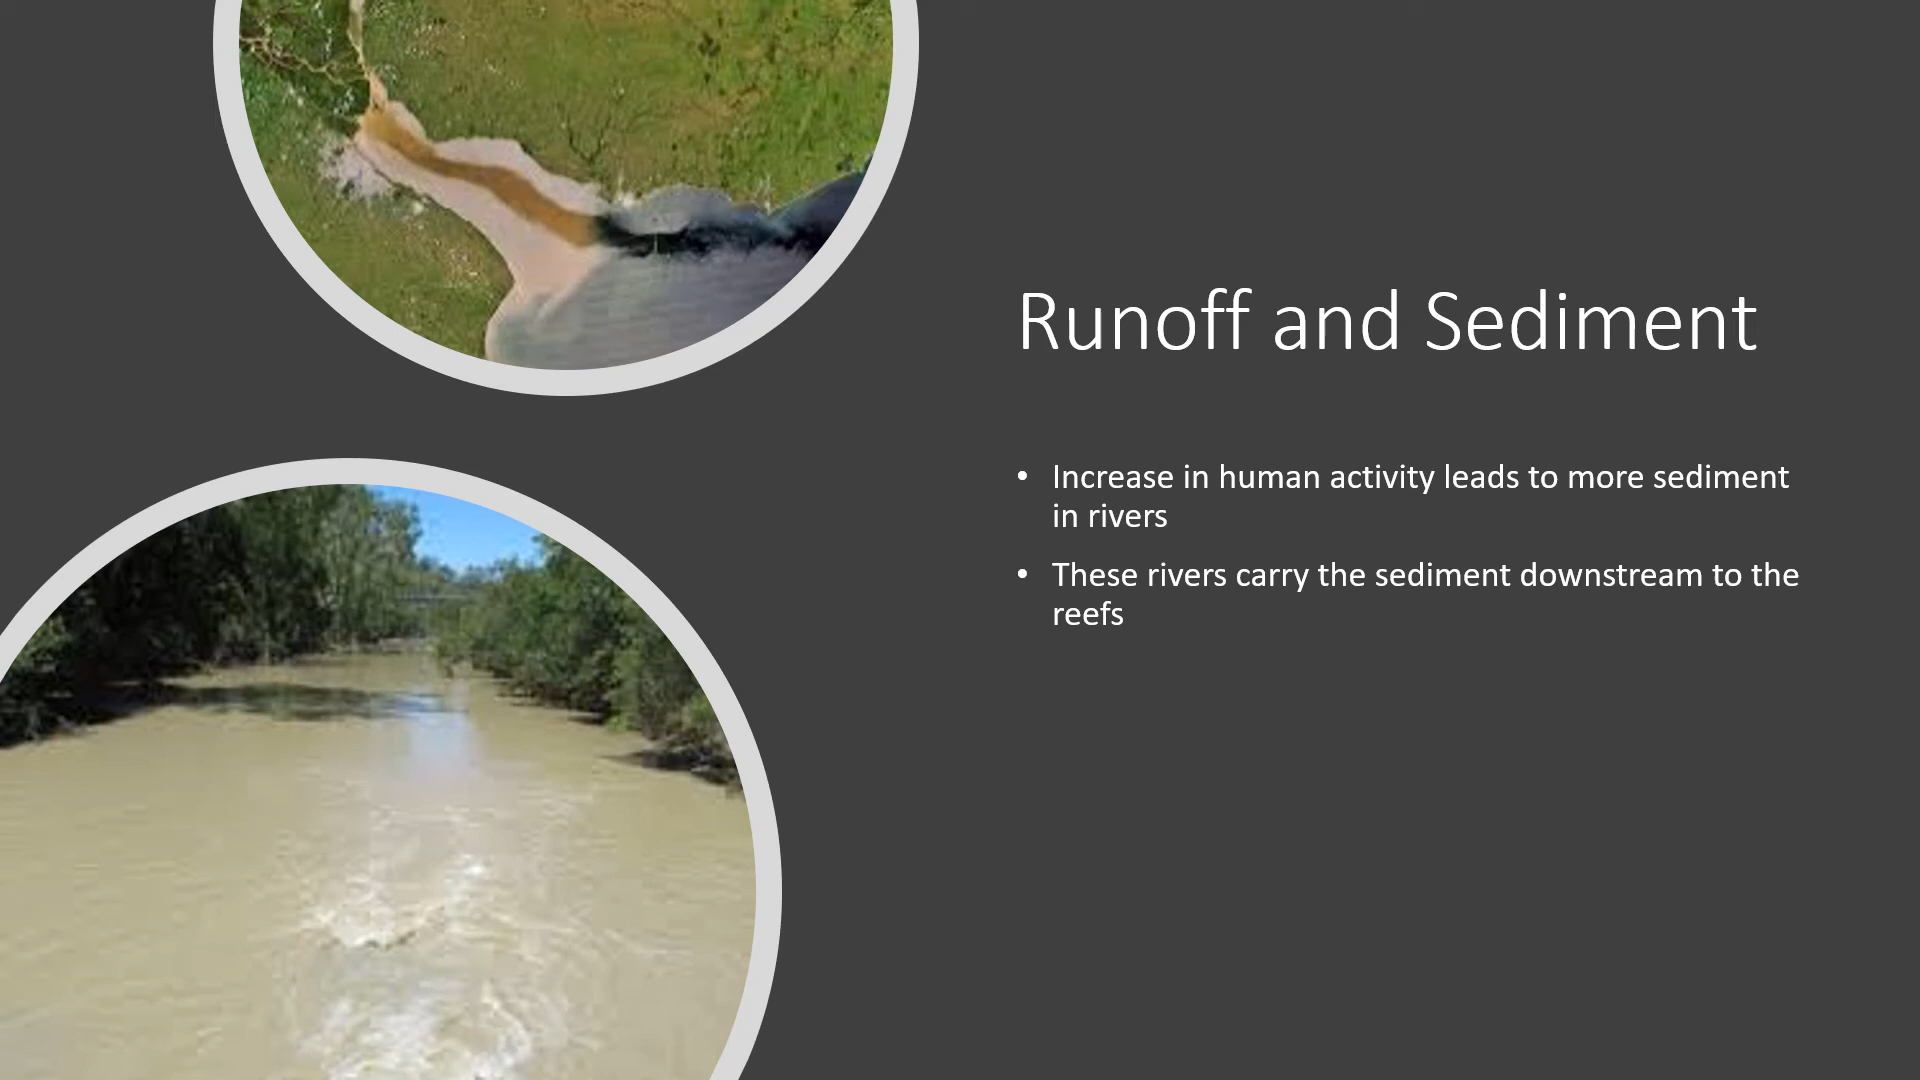 Runoff and Sediment
• Increase in human activity leads to more sediment
in rivers
• These rivers carry the sediment downstream to the
reefs